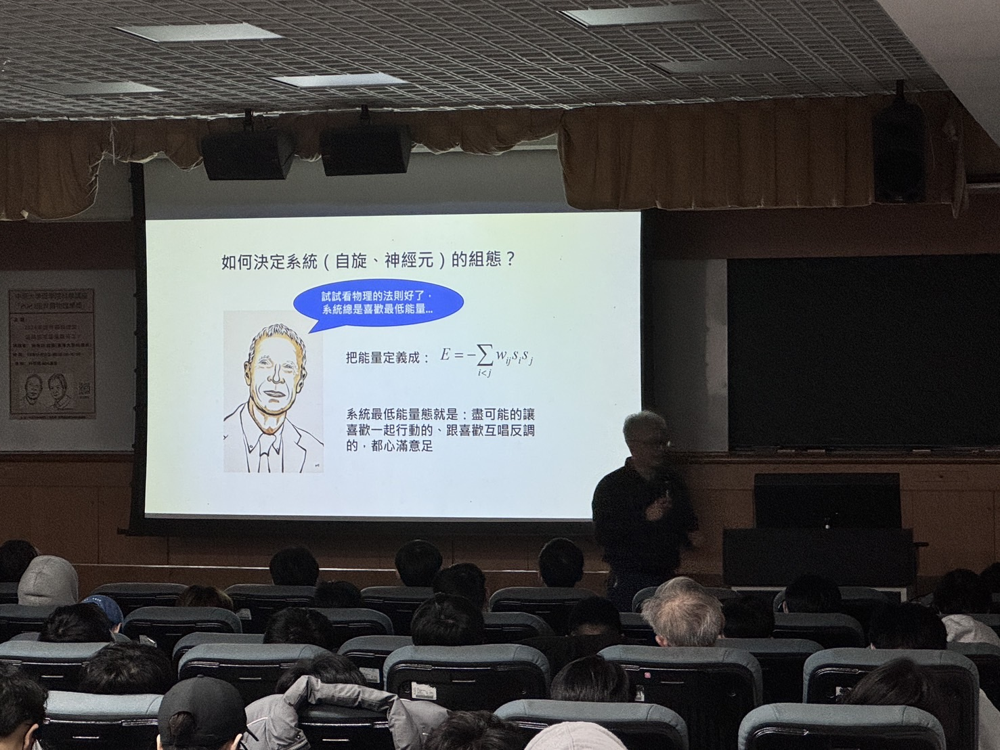 如何決定系統（自旋、神經元）的組態？
試試看物理的法則好了，
系統總是喜歡最低能量...
把能量定義成： E = −∑ w_ij s_i s_j
i<j
系統最低能量態就是：盡可能的讓
喜歡一起行動的、跟喜歡互唱反調
的，都心滿意足